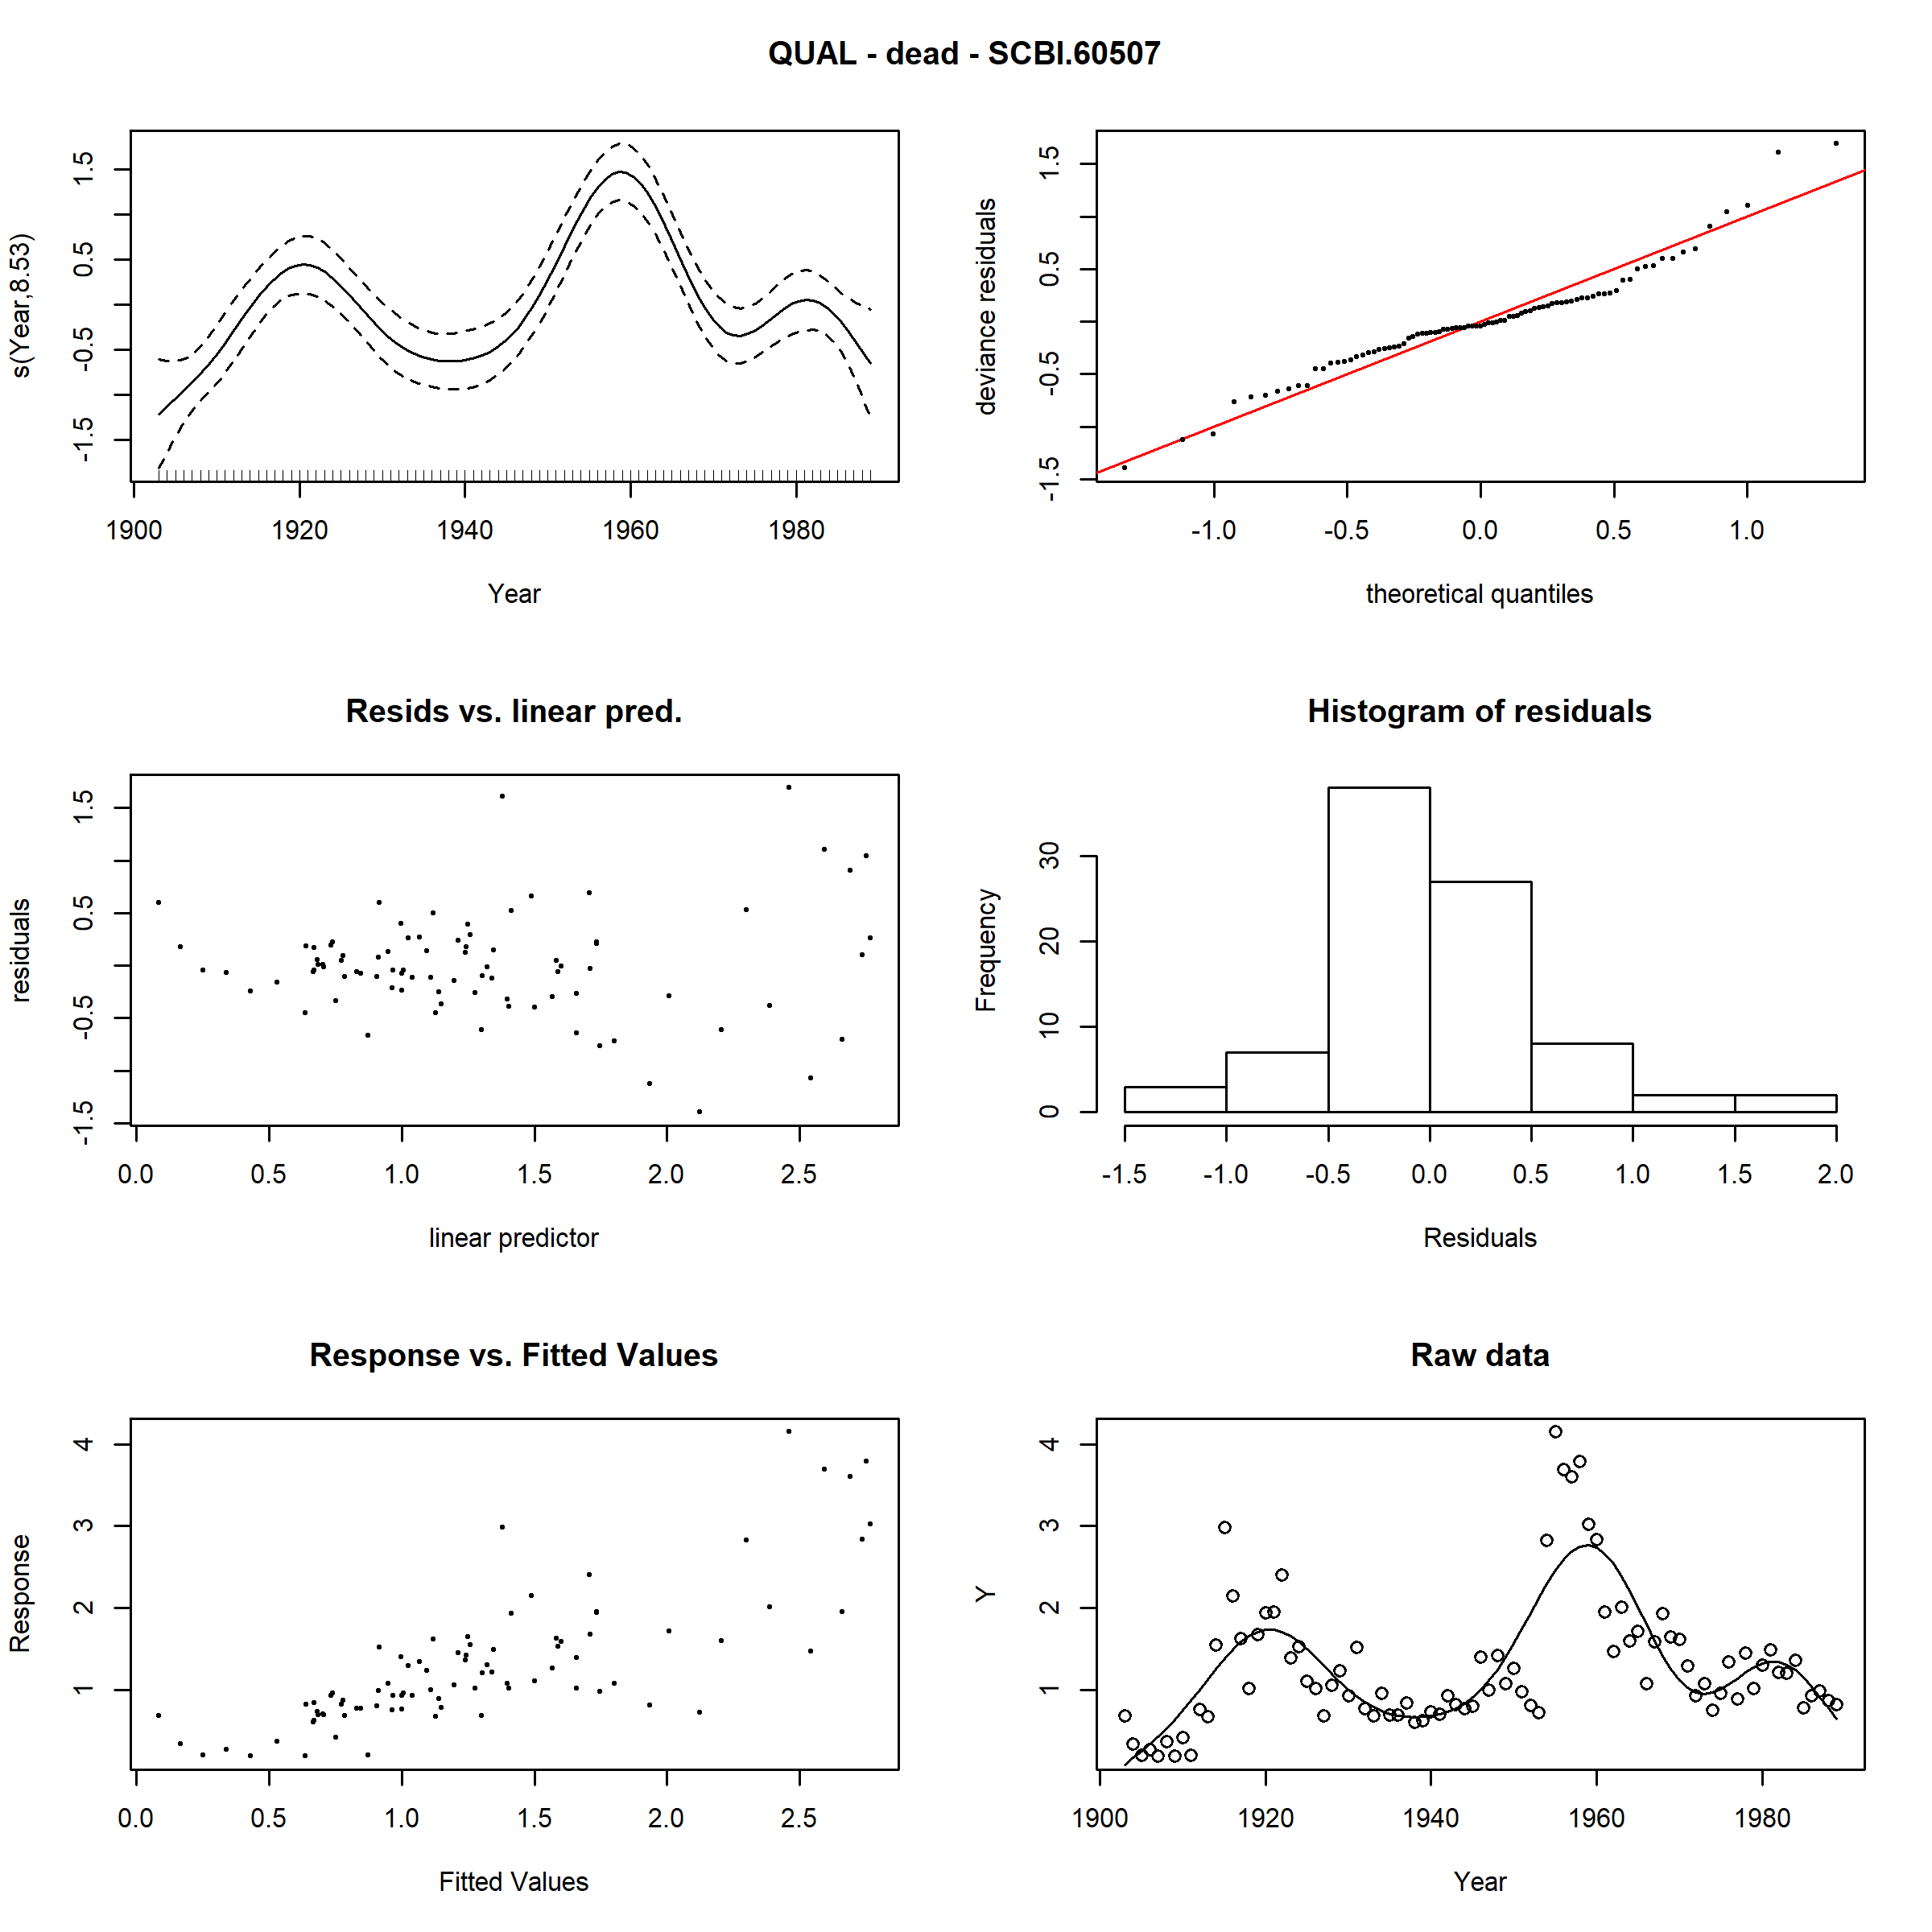 QUAL - dead - SCBI.60507
s(Year,8.53)
1.5
0.5
-0.5
-1.5
1900 1920 1940 1960 1980
Year
deviance residuals
1.5
0.5
-0.5
-1.5
-1.0 -0.5 0.0 0.5 1.0
theoretical quantiles
Resids vs. linear pred.
residuals
1.5
0.5
-0.5
-1.5
0.0 0.5 1.0 1.5 2.0 2.5
linear predictor
Histogram of residuals
Frequency
30
20
10
0
-1.5 -1.0 -0.5 0.0 0.5 1.0 1.5 2.0
Residuals
Response vs. Fitted Values
Response
4
3
2
1
0.0 0.5 1.0 1.5 2.0 2.5
Fitted Values
Raw data
Y
4
3
2
1
1900 1920 1940 1960 1980
Year